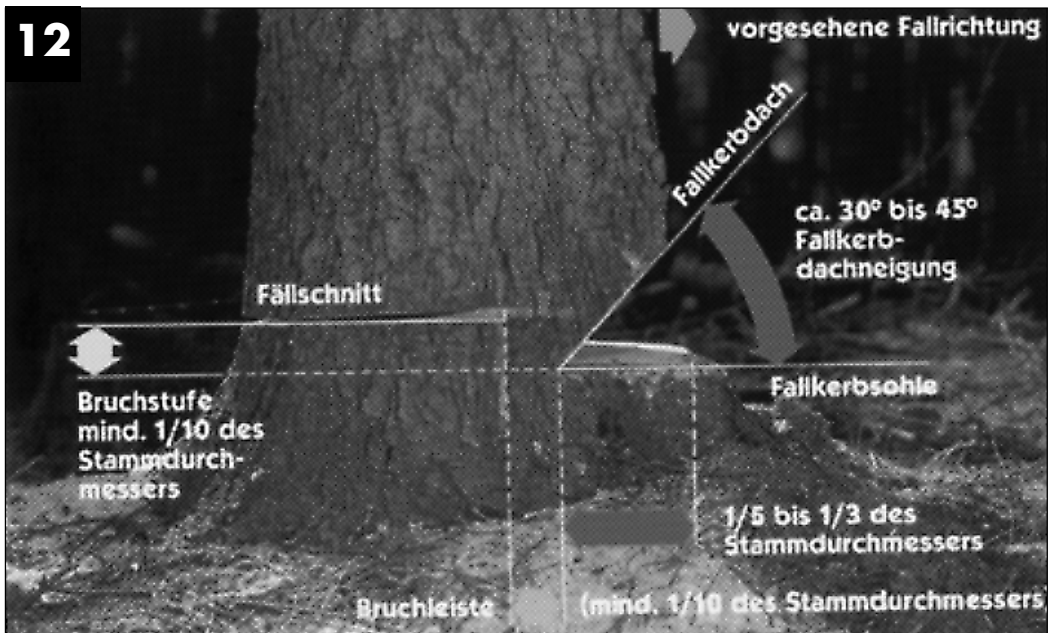 12
vorgesehene Fallrichtung
Fallkerbdach
ca. 30° bis 45°
Fallkerb-
dachneigung
Fällschnitt
Fallkerbsohle
Bruchstufe
mind. 1/10 des
Stammdurch-
messers
1/5 bis 1/3 des
Stammdurchmessers
Bruchleiste
(mind. 1/10 des Stammdurchmessers)